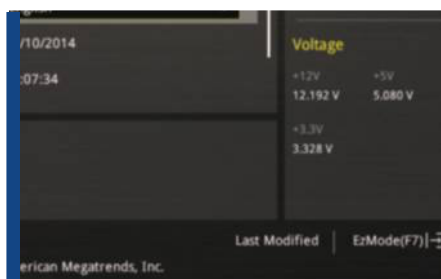 /10/2014
:07:34
Voltage
+12V +5V
12.192 V 5.080 V
+3.3V
3.328 V
Last Modified EzMode(F7)
erican Megatrends, Inc.